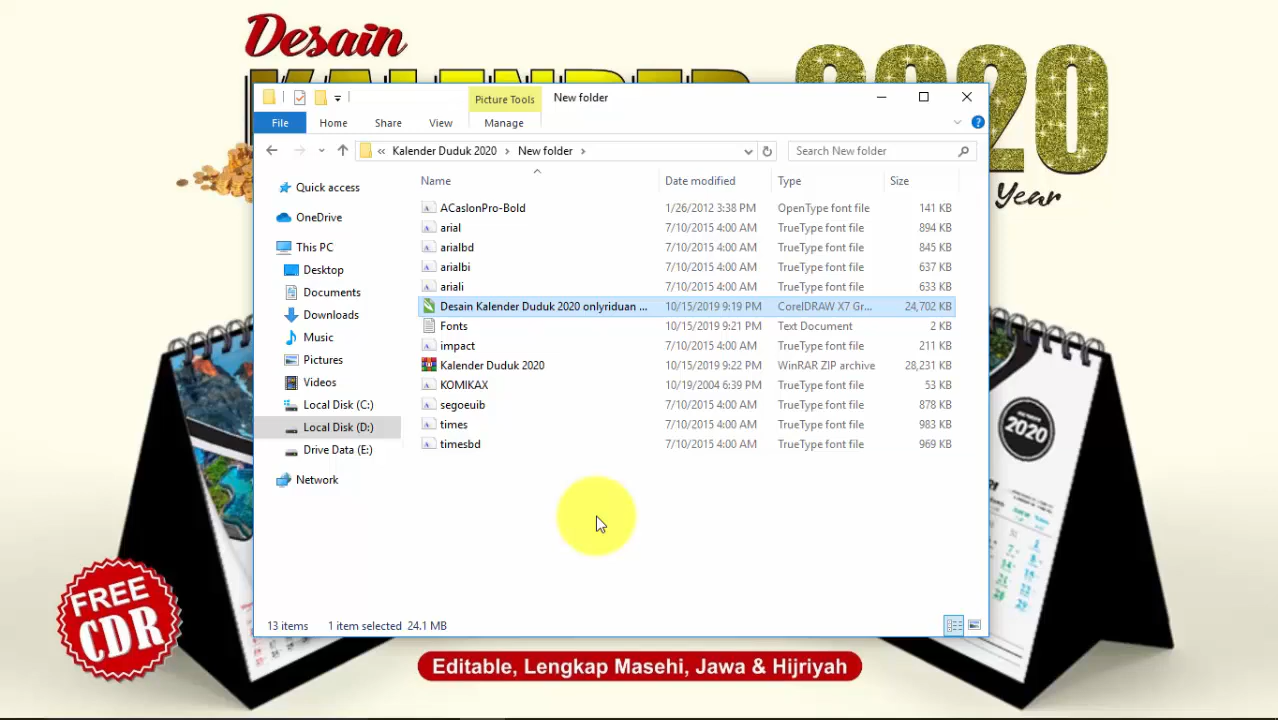 Desain
KALENDER 2020
Year
Picture Tools New folder
File Home Share View Manage
« Kalender Duduk 2020 > New folder >
Search New folder
Name Date modified Type Size
Quick access
OneDrive
This PC
Desktop
Documents
Downloads
Music
Pictures
Videos
Local Disk (C:)
Local Disk (D:)
Drive Data (E:)
Network
ACaslonPro-Bold 1/26/2012 3:38 PM OpenType font file 141 KB
arial 7/10/2015 4:00 AM TrueType font file 894 KB
arialbd 7/10/2015 4:00 AM TrueType font file 845 KB
arialbi 7/10/2015 4:00 AM TrueType font file 637 KB
ariali 7/10/2015 4:00 AM TrueType font file 633 KB
Desain Kalender Duduk 2020 onlyriduan ... 10/15/2019 9:19 PM CorelDRAW X7 Gr... 24,702 KB
Fonts 10/15/2019 9:21 PM Text Document 2 KB
impact 7/10/2015 4:00 AM TrueType font file 211 KB
Kalender Duduk 2020 10/15/2019 9:22 PM WinRAR ZIP archive 28,231 KB
KOMIKAX 10/19/2004 6:39 PM TrueType font file 53 KB
segoeuib 7/10/2015 4:00 AM TrueType font file 878 KB
times 7/10/2015 4:00 AM TrueType font file 983 KB
timesbd 7/10/2015 4:00 AM TrueType font file 969 KB
13 items 1 item selected 24.1 MB
2020
FREE
CDR
Editable, Lengkap Masehi, Jawa & Hijriyah